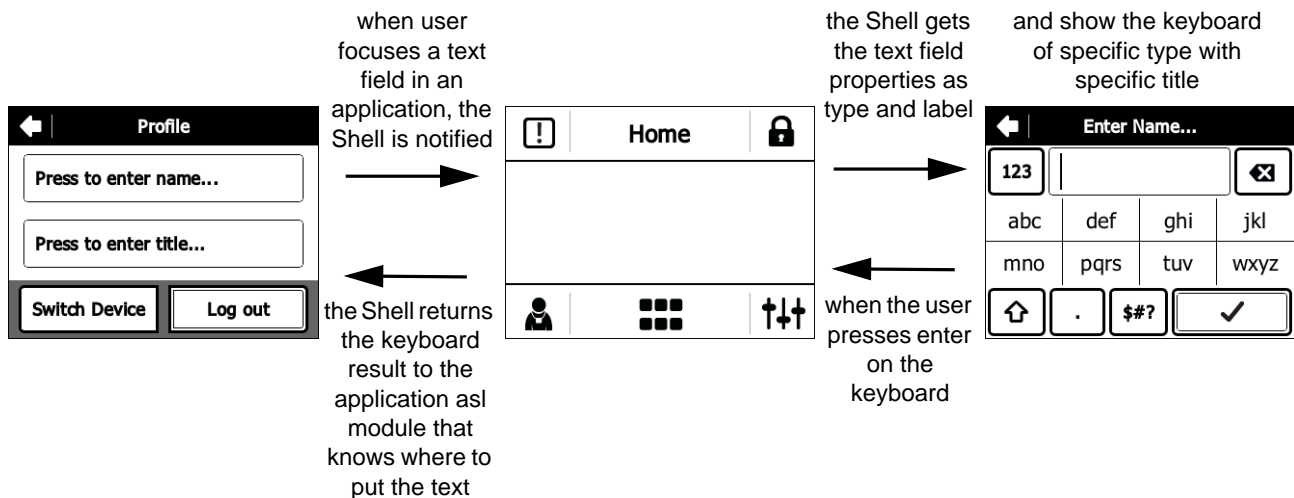 when user
focuses a text
field in an
application, the
Shell is notified
the Shell gets
the text field
properties as
type and label
and show the keyboard
of specific type with
specific title
Profile
Press to enter name...
Press to enter title...
Switch Device
Log out
the Shell returns
the keyboard
result to the
application asl
module that
knows where to
put the text
Home
when the user
presses enter
on the
keyboard
Enter Name...
123
abc def ghi jkl
mno pqrs tuv wxyz
. $#?